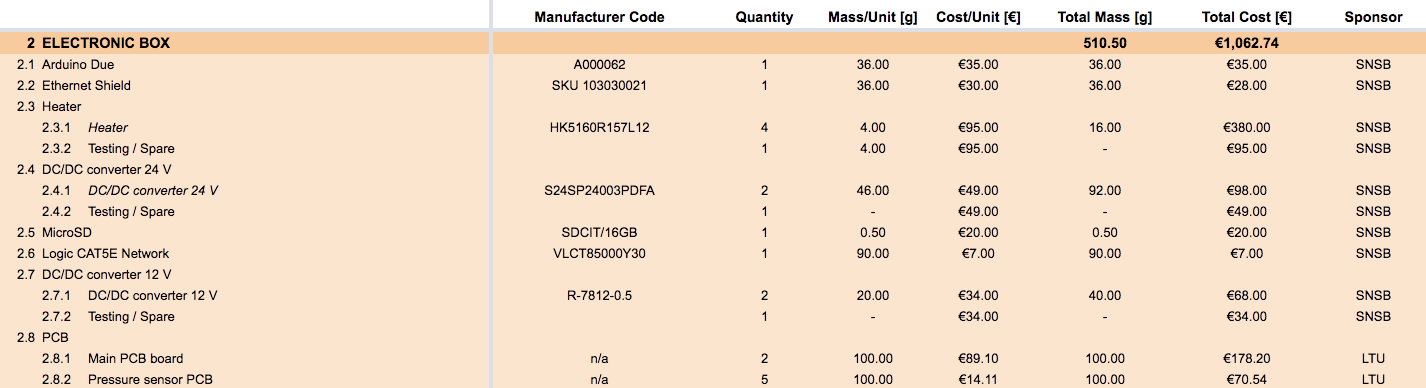 Manufacturer Code Quantity Mass/Unit [g] Cost/Unit [€] Total Mass [g] Total Cost [€] Sponsor
2 ELECTRONIC BOX 510.50 €1,062.74
2.1 Arduino Due A000062 1 36.00 €35.00 36.00 €35.00 SNSB
2.2 Ethernet Shield SKU 103030021 1 36.00 €30.00 36.00 €28.00 SNSB
2.3 Heater
2.3.1 Heater HK5160R157L12 4 4.00 €95.00 16.00 €380.00 SNSB
2.3.2 Testing / Spare 1 4.00 €95.00 - €95.00 SNSB
2.4 DC/DC converter 24 V
2.4.1 DC/DC converter 24 V S24SP24003PDFA 2 46.00 €49.00 92.00 €98.00 SNSB
2.4.2 Testing / Spare 1 - €49.00 - €49.00 SNSB
2.5 MicroSD SDCIT/16GB 1 0.50 €20.00 0.50 €20.00 SNSB
2.6 Logic CAT5E Network VLCT85000Y30 1 90.00 €7.00 90.00 €7.00 SNSB
2.7 DC/DC converter 12 V
2.7.1 DC/DC converter 12 V R-7812-0.5 2 20.00 €34.00 40.00 €68.00 SNSB
2.7.2 Testing / Spare 1 - €34.00 - €34.00 SNSB
2.8 PCB
2.8.1 Main PCB board n/a 2 100.00 €89.10 100.00 €178.20 LTU
2.8.2 Pressure sensor PCB n/a 5 100.00 €14.11 100.00 €70.54 LTU